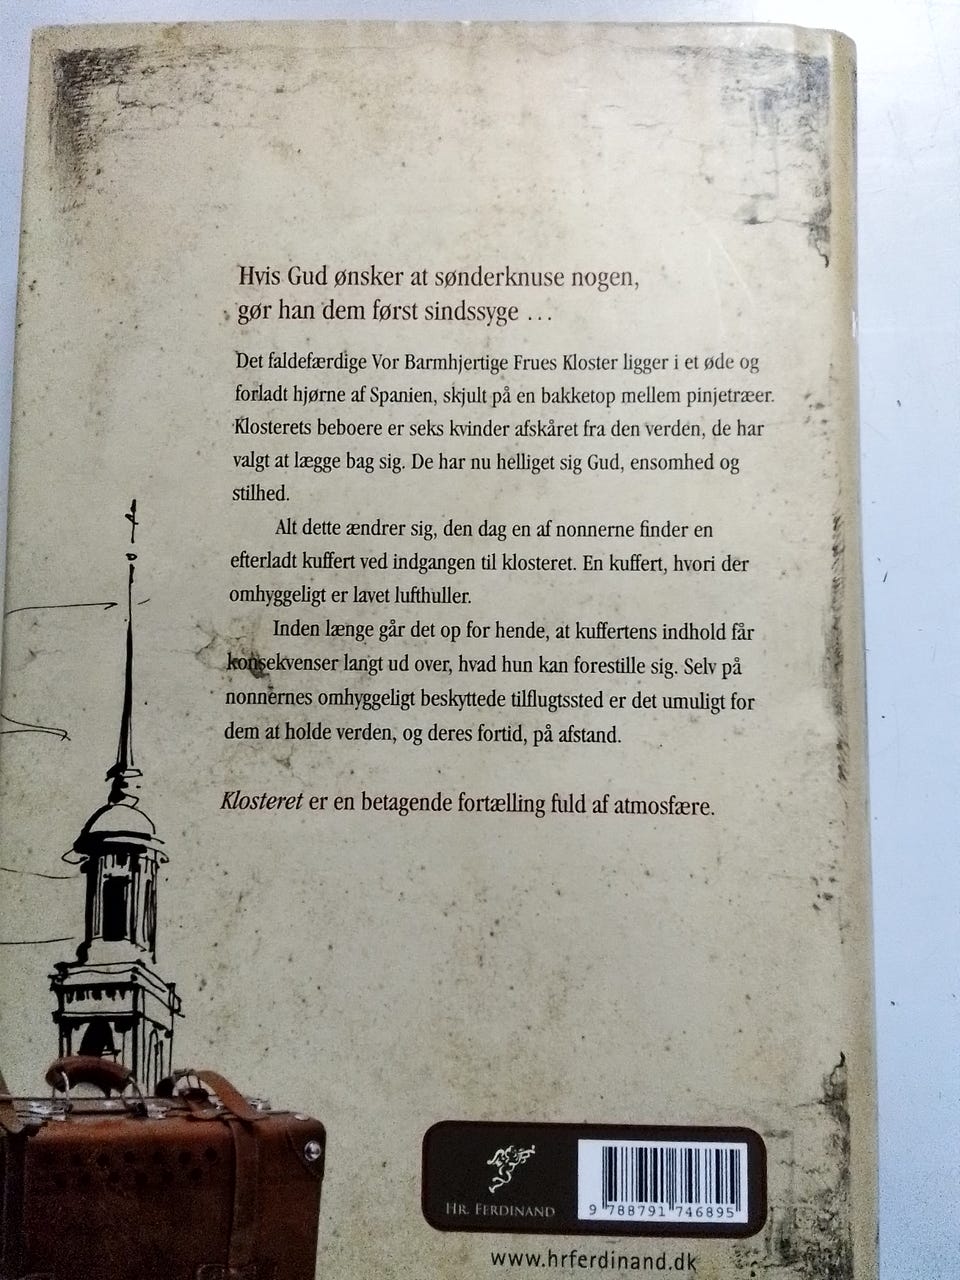 Hvis Gud ønsker at sønderknuse nogen,
gør han dem først sindssyge ...
Det faldefærdige Vor Barmhjertige Frues Kloster ligger i et øde og
forladt hjørne af Spanien, skjult på en bakketop mellem pinjetræer.
Klosterets beboere er seks kvinder afskåret fra den verden, de har
valgt at lægge bag sig. De har nu helliget sig Gud, ensomhed og
stilhed.
Alt dette ændrer sig, den dag en af nonnerne finder en
efterladt kuffert ved indgangen til klosteret. En kuffert, hvori der
omhyggeligt er lavet lufthuller.
Inden længe går det op for hende, at kuffertens indhold får
konsekvenser langt ud over, hvad hun kan forestille sig. Selv på
nonnernes omhyggeligt beskyttede tilflugtssted er det umuligt for
dem at holde verden, og deres fortid, på afstand.
Klosteret er en betagende fortælling fuld af atmosfære.
HR. FERDINAND
9 788791 746895
www.hrferdinand.dk